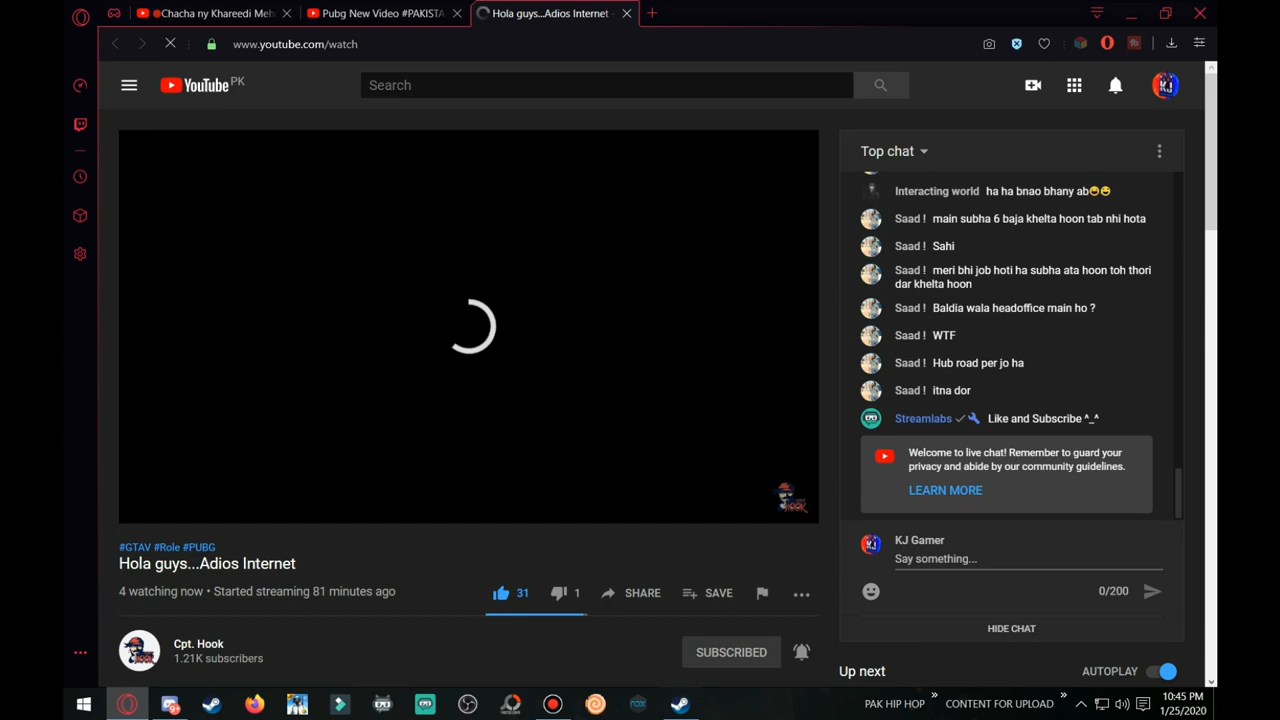 Chacha ny Khareedi Meh
Pubg New Video #PAKISTA
Hola guys...Adios Internet -
www.youtube.com/watch
YouTube PK
Search
KJ
Top chat
Interacting world ha ha bnao bhany ab😄😄
Saad ! main subha 6 baja khelta hoon tab nhi hota
Saad ! Sahi
Saad ! meri bhi job hoti ha subha ata hoon toh thori
dar khelta hoon
Saad ! Baldia wala headoffice main ho ?
Saad ! WTF
Saad ! Hub road per jo ha
Saad ! itna dor
Streamlabs Like and Subscribe ^_^
Welcome to live chat! Remember to guard your
privacy and abide by our community guidelines.
LEARN MORE
HOOK
#GTAV #Role #PUBG
Hola guys...Adios Internet
4 watching now • Started streaming 81 minutes ago
31
1
SHARE
SAVE
KJ Gamer
Say something...
0/200
HIDE CHAT
Cpt. Hook
1.21K subscribers
SUBSCRIBED
Up next
AUTOPLAY
PAK HIP HOP
CONTENT FOR UPLOAD
10:45 PM
1/25/2020